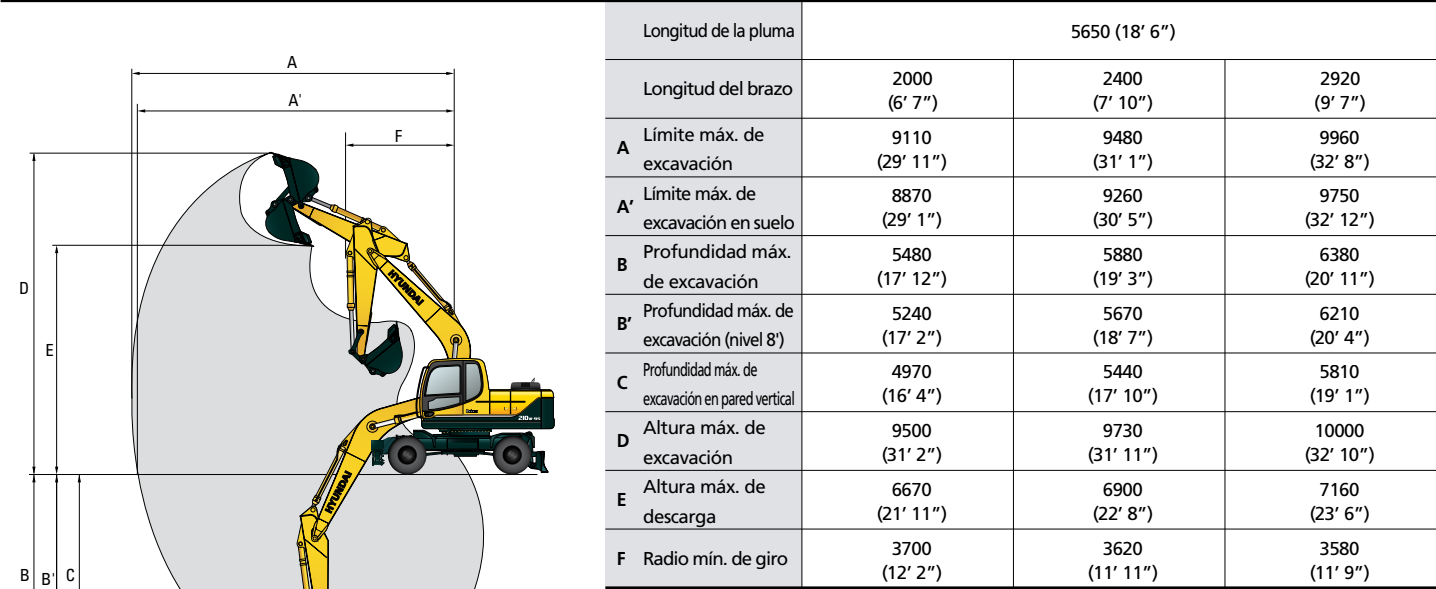 A
A'
F
D
E
B
B'
C
HYUNDAI
HYUNDAI
210W-9S
Longitud de la pluma
5650 (18’ 6”)
Longitud del brazo
2000
(6’ 7”)
2400
(7’ 10”)
2920
(9’ 7”)
A
Límite máx. de
excavación
9110
(29’ 11”)
9480
(31’ 1”)
9960
(32’ 8”)
A’
Límite máx. de
excavación en suelo
8870
(29’ 1”)
9260
(30’ 5”)
9750
(32’ 12”)
B
Profundidad máx.
de excavación
5480
(17’ 12”)
5880
(19’ 3”)
6380
(20’ 11”)
B’
Profundidad máx. de
excavación (nivel 8')
5240
(17’ 2”)
5670
(18’ 7”)
6210
(20’ 4”)
C
Profundidad máx. de
excavación en pared vertical
4970
(16’ 4”)
5440
(17’ 10”)
5810
(19’ 1”)
D
Altura máx. de
excavación
9500
(31’ 2”)
9730
(31’ 11”)
10000
(32’ 10”)
E
Altura máx. de
descarga
6670
(21’ 11”)
6900
(22’ 8”)
7160
(23’ 6”)
F
Radio mín. de giro
3700
(12’ 2”)
3620
(11’ 11”)
3580
(11’ 9”)